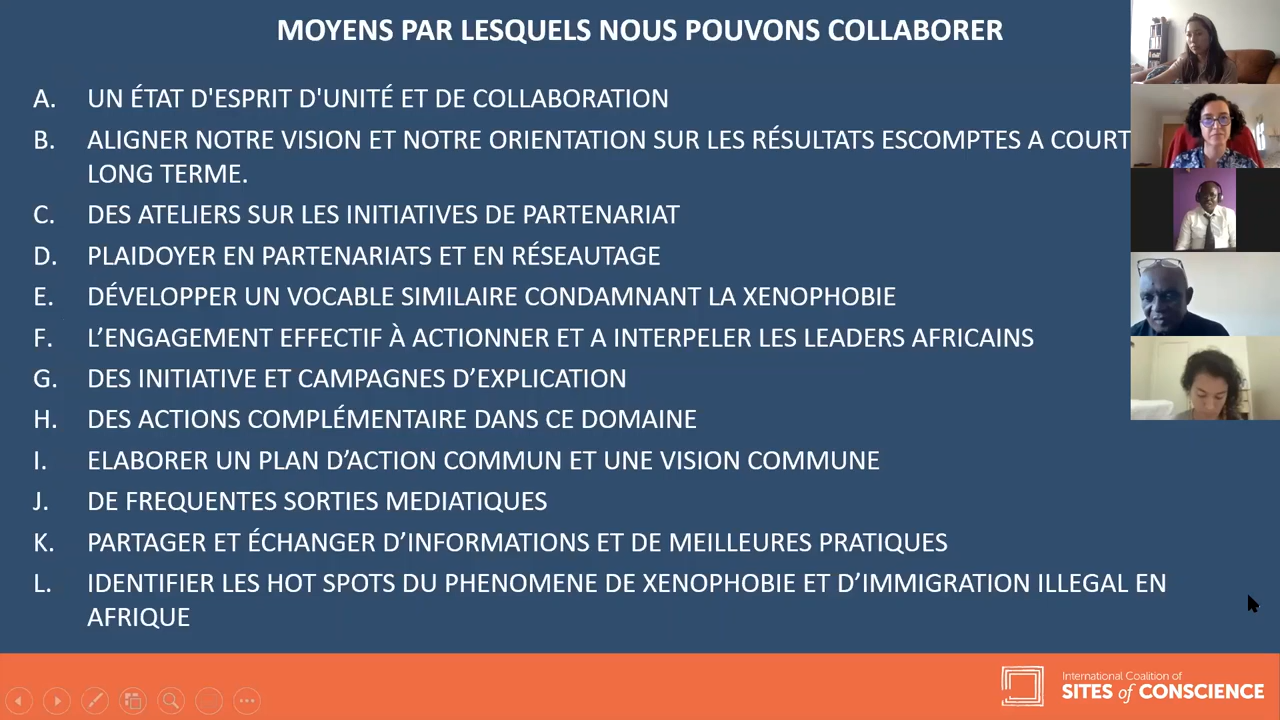 MOYENS PAR LESQUELS NOUS POUVONS COLLABORER
A. UN ÉTAT D'ESPRIT D'UNITÉ ET DE COLLABORATION
B. ALIGNER NOTRE VISION ET NOTRE ORIENTATION SUR LES RÉSULTATS ESCOMPTES A COURT
LONG TERME.
C. DES ATELIERS SUR LES INITIATIVES DE PARTENARIAT
D. PLAIDOYER EN PARTENARIATS ET EN RÉSEAUTAGE
E. DÉVELOPPER UN VOCABLE SIMILAIRE CONDAMNANT LA XENOPHOBIE
F. L’ENGAGEMENT EFFECTIF À ACTIONNER ET A INTERPELER LES LEADERS AFRICAINS
G. DES INITIATIVE ET CAMPAGNES D’EXPLICATION
H. DES ACTIONS COMPLÉMENTAIRE DANS CE DOMAINE
I. ELABORER UN PLAN D’ACTION COMMUN ET UNE VISION COMMUNE
J. DE FREQUENTES SORTIES MEDIATIQUES
K. PARTAGER ET ÉCHANGER D’INFORMATIONS ET DE MEILLEURES PRATIQUES
L. IDENTIFIER LES HOT SPOTS DU PHENOMENE DE XENOPHOBIE ET D’IMMIGRATION ILLEGAL EN
AFRIQUE
International Coalition of
SITES of CONSCIENCE